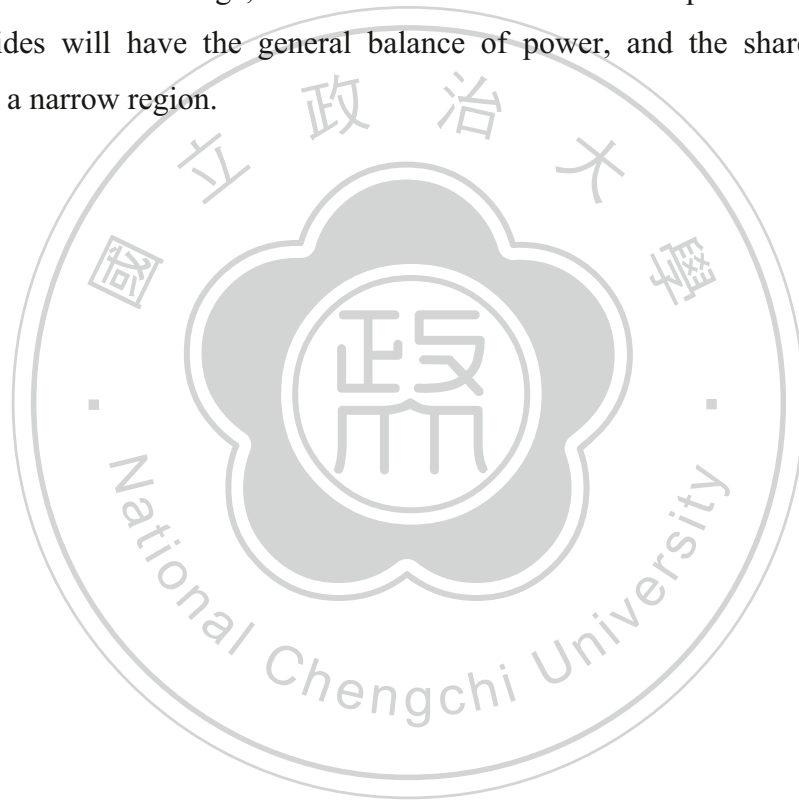 ides will have the general balance of power, and the share
a narrow region.
國立政治大學
政大
National Chengchi University